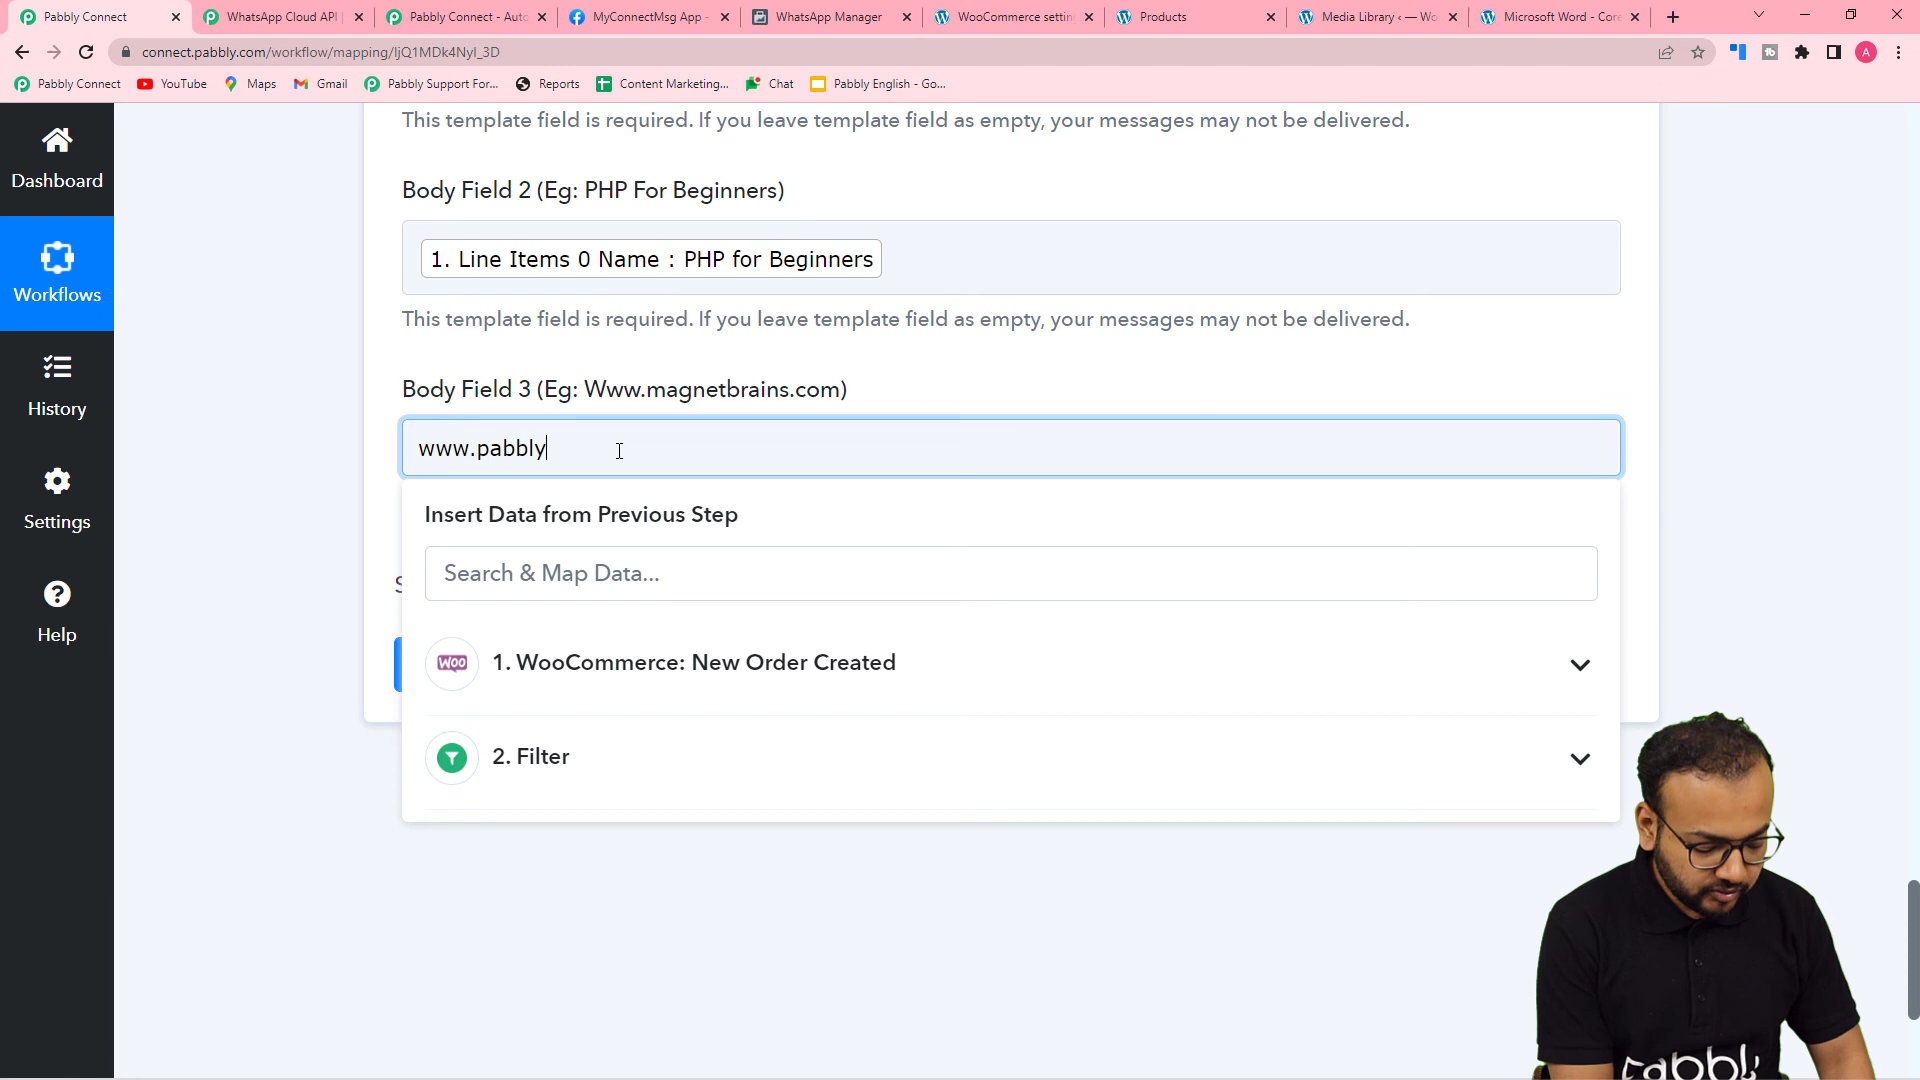 Pabbly Connect
WhatsApp Cloud API
Pabbly Connect - Aut
MyConnectMsg App -
WhatsApp Manager
WooCommerce settin
Products
Media Library ‹ — Wo
Microsoft Word - Core
connect.pabbly.com/workflow/mapping/IjQ1MDk4NyI_3D
A
Pabbly Connect
YouTube
Maps
Gmail
Pabbly Support For...
Reports
Content Marketing...
Chat
Pabbly English - Go...
Dashboard
Workflows
History
Settings
Help
This template field is required. If you leave template field as empty, your messages may not be delivered.
Body Field 2 (Eg: PHP For Beginners)
1. Line Items 0 Name : PHP for Beginners
This template field is required. If you leave template field as empty, your messages may not be delivered.
Body Field 3 (Eg: Www.magnetbrains.com)
www.pabbly
Insert Data from Previous Step
Search & Map Data...
WOO
1. WooCommerce: New Order Created
2. Filter
Pabbly